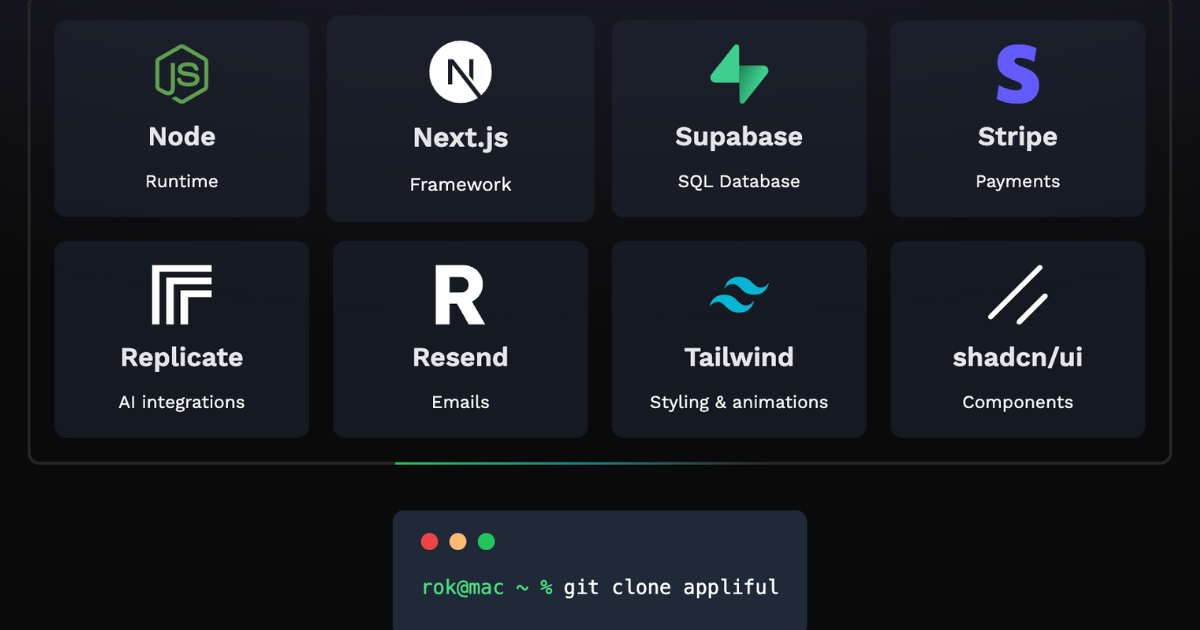 JS
N
S
Node
Next.js
Supabase
Stripe
Runtime
Framework
SQL Database
Payments
R
Replicate
Resend
Tailwind
shadcn/ui
AI integrations
Emails
Styling & animations
Components
rok@mac ~ % git clone appliful